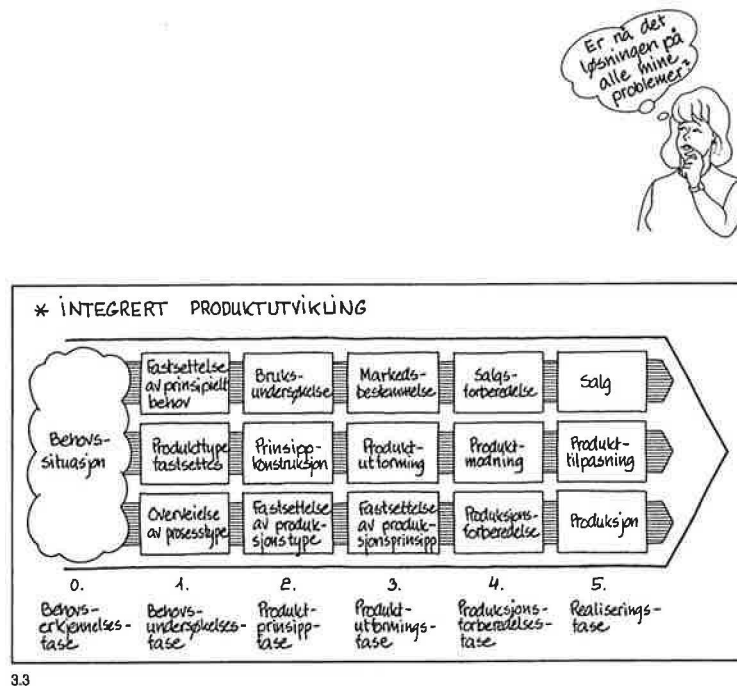 Er nå det
løsningen på
alle mine
problemer?
* INTEGRERT PRODUKTUTVIKLING
Behovs-
situasjon
Fastsettelse
av prinsipielt
behov
Bruks-
undersøkelse
Markeds-
bestemmelse
Salgs-
forberedelse
Salg
Produkttype
fastsettes
Prinsipp-
konstruksjon
Produkt-
utforming
Produkt-
modning
Produkt-
tilpasning
Overveielse
av prosesstype
Fastsettelse
av produk-
sjonstype
Fastsettelse
av produk-
sjonsprinsipp
Produksjons-
forberedelse
Produksjon
0.
Behovs-
erkjennelses-
fase
1.
Behovs-
undersøkelses-
fase
2.
Produkt-
prinsipp-
fase
3.
Produkt-
utformings-
fase
4.
Produksjons-
forberedelses-
fase
5.
Realiserings-
fase
3.3